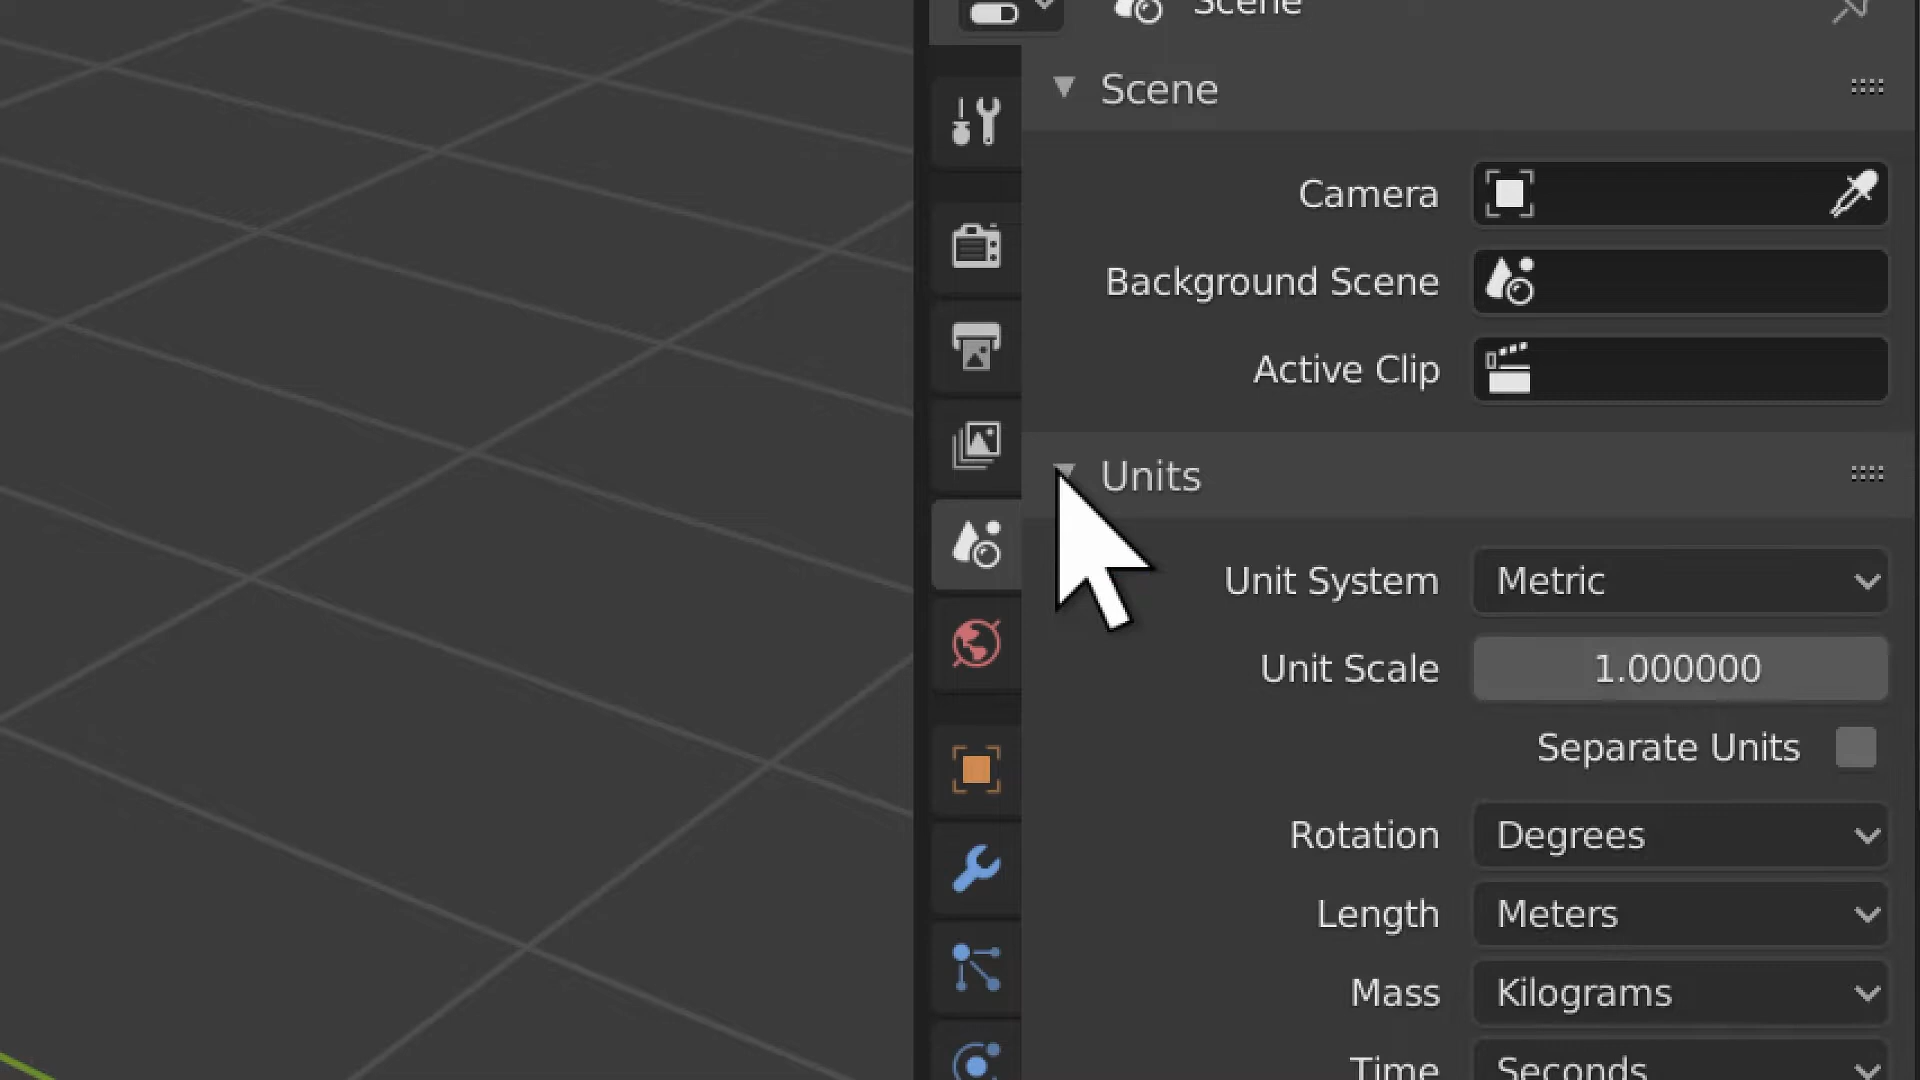 Scene
Scene
Camera
Background Scene
Active Clip
Units
Unit System Metric
Unit Scale 1.000000
Separate Units
Rotation Degrees
Length Meters
Mass Kilograms
Time Seconds